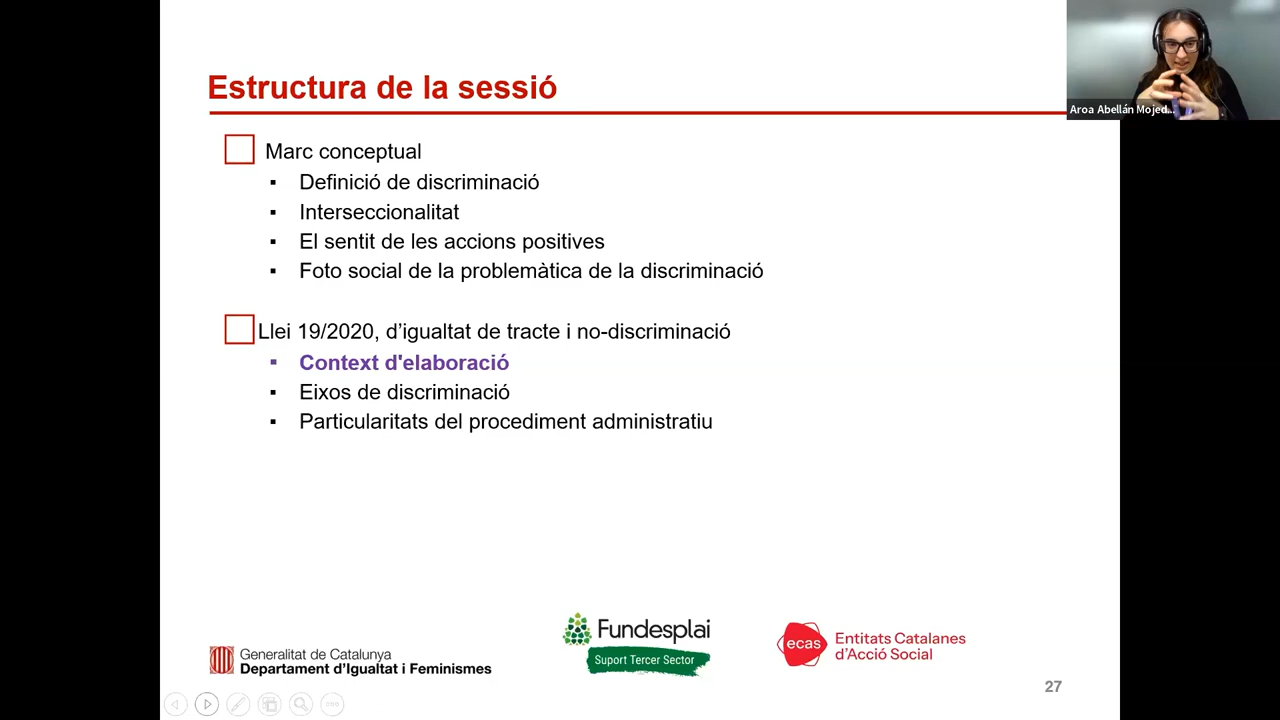 Estructura de la sessió
Aroa Abellán Mojed...
Marc conceptual
Definició de discriminació
Interseccionalitat
El sentit de les accions positives
Foto social de la problemàtica de la discriminació
Llei 19/2020, d’igualtat de tracte i no-discriminació
Context d'elaboració
Eixos de discriminació
Particularitats del procediment administratiu
Generalitat de Catalunya
Departament d’Igualtat i Feminismes
Fundesplai
Suport Tercer Sector
ecas
Entitats Catalanes
d’Acció Social
27